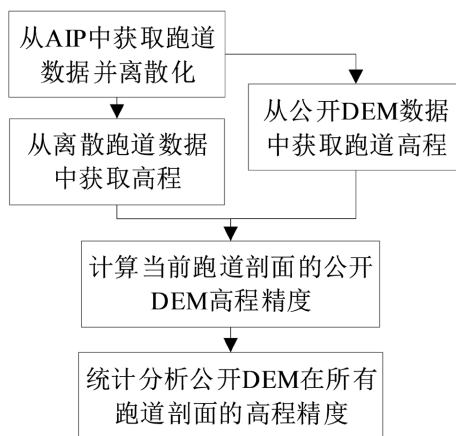 从AIP中获取跑道
数据并离散化
从离散跑道数据
中获取高程
从公开DEM数据
中获取跑道高程
计算当前跑道剖面的公开
DEM高程精度
统计分析公开DEM在所有
跑道剖面的高程精度